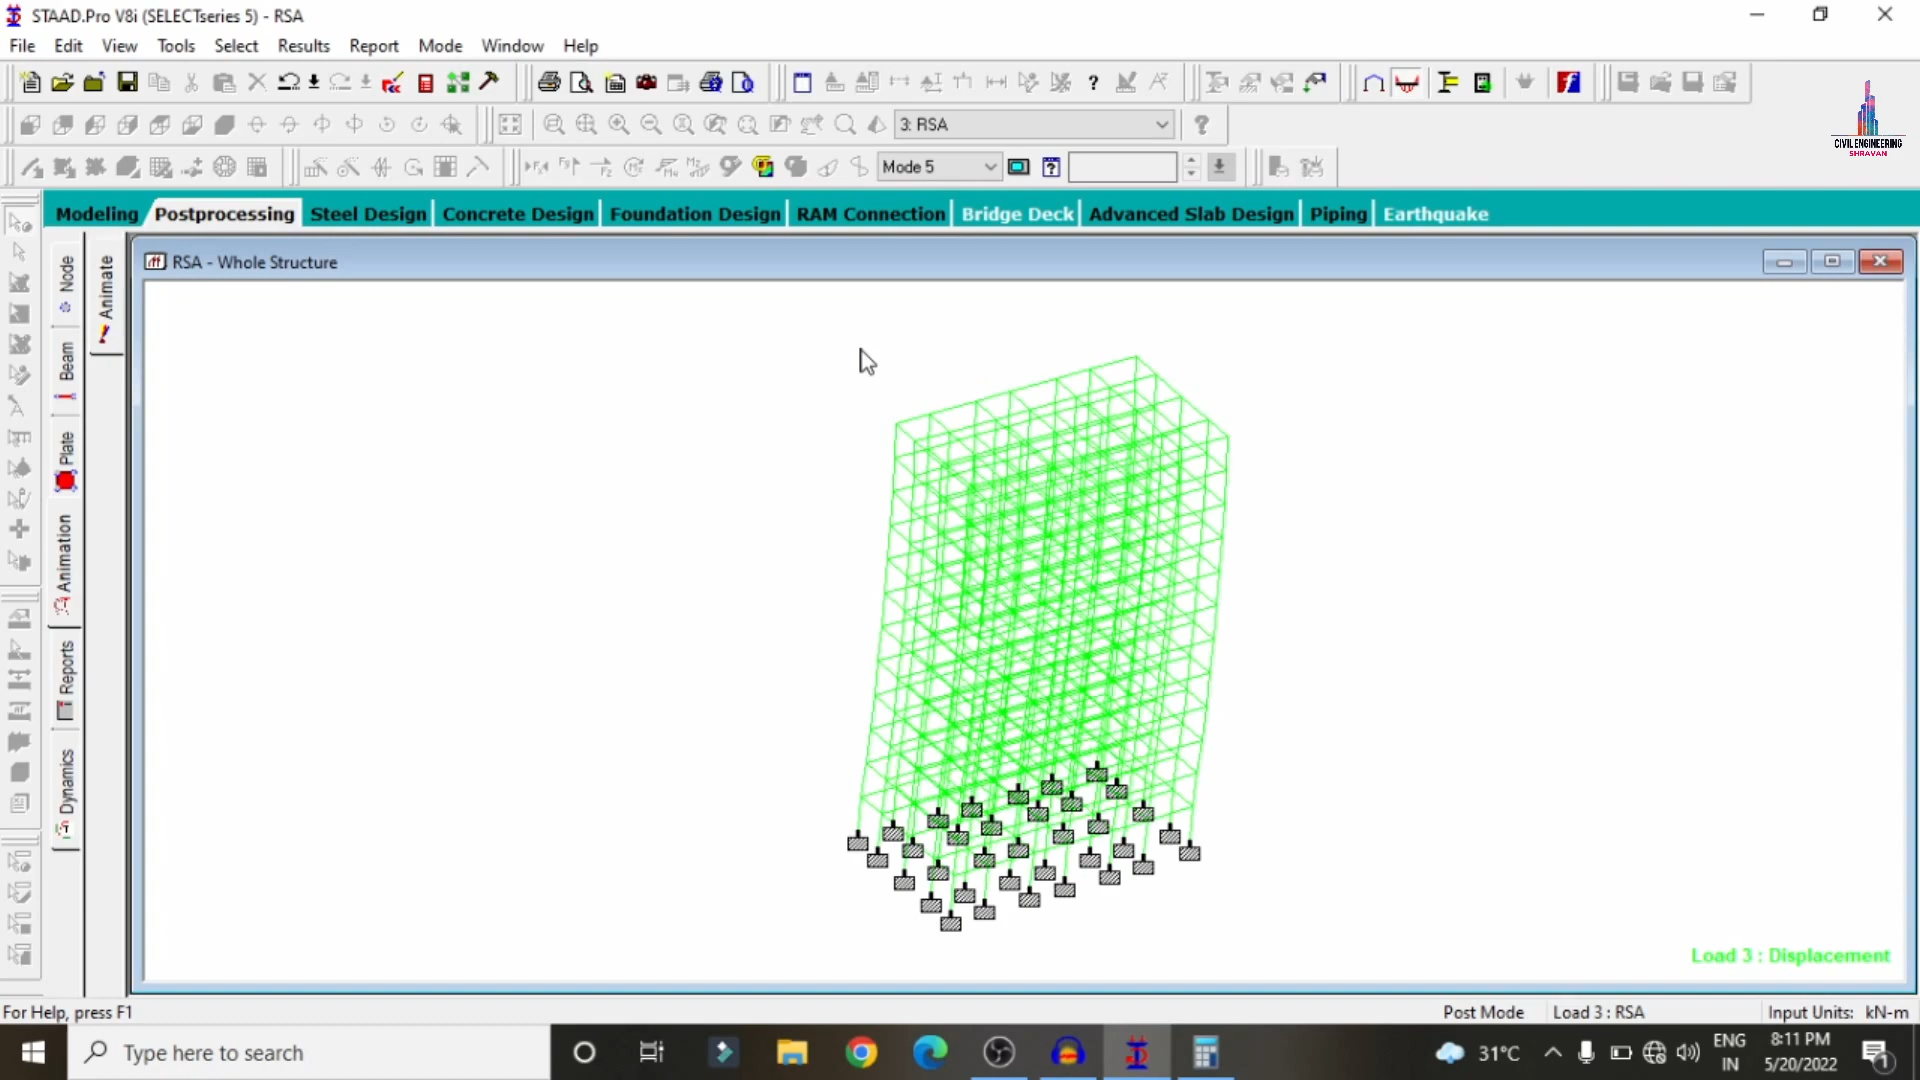 STAAD.Pro V8i (SELECTseries 5) - RSA
File Edit View Tools Select Results Report Mode Window Help
3: RSA
CIVIL ENGINEERING
SHRAVAN
Mode 5
Modeling Postprocessing Steel Design Concrete Design Foundation Design RAM Connection Bridge Deck Advanced Slab Design Piping Earthquake
RSA - Whole Structure
Node
Beam
Plate
Animation
Reports
Dynamics
Animate
Load 3 : Displacement
For Help, press F1
Post Mode
Load 3 : RSA
Input Units: kN-m
Type here to search
31°C
ENG
IN
8:11 PM
5/20/2022
1